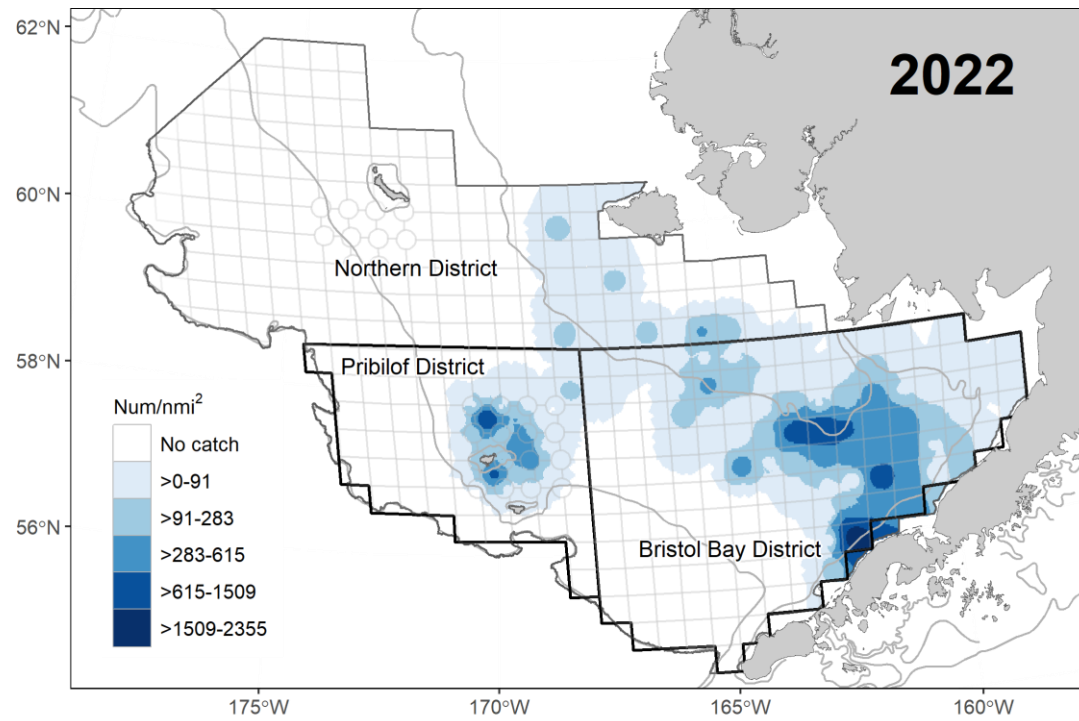 2022
62°N
60°N
58°N
56°N
Northern District
Pribilof District
Bristol Bay District
Num/nmi²
No catch
>0-91
>91-283
>283-615
>615-1509
>1509-2355
175°W
170°W
165°W
160°W